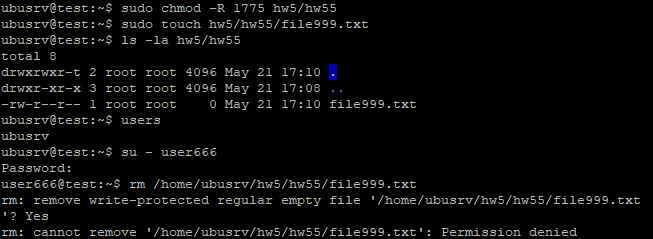 ubusrv@test:~$ sudo chmod -R 1775 hw5/hw55
ubusrv@test:~$ sudo touch hw5/hw55/file999.txt
ubusrv@test:~$ ls -la hw5/hw55
total 8
drwxrwxr-t 2 root root 4096 May 21 17:10 .
drwxr-xr-x 3 root root 4096 May 21 17:08 ..
-rw-r--r-- 1 root root    0 May 21 17:10 file999.txt
ubusrv@test:~$ users
ubusrv
ubusrv@test:~$ su - user666
Password:
user666@test:~$ rm /home/ubusrv/hw5/hw55/file999.txt
rm: remove write-protected regular empty file '/home/ubusrv/hw5/hw55/file999.txt
'? Yes
rm: cannot remove '/home/ubusrv/hw5/hw55/file999.txt': Permission denied